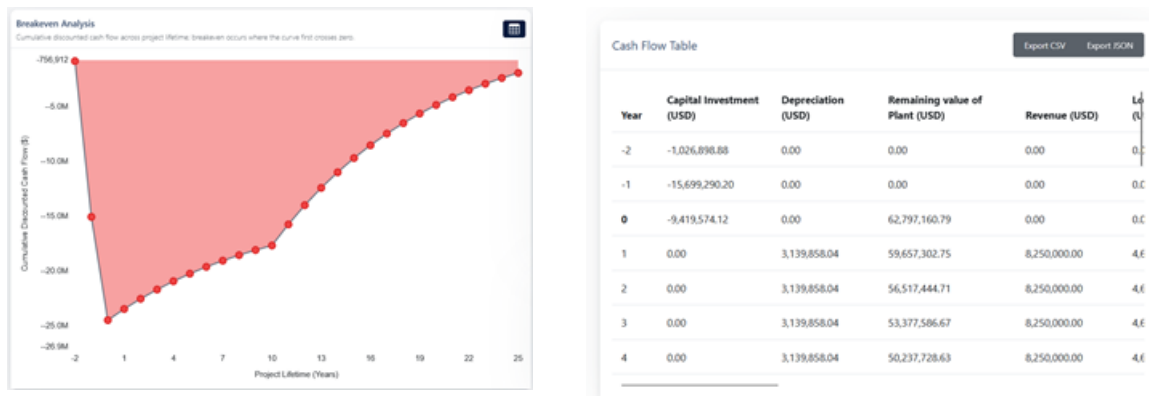 Breakeven Analysis
Cumulative discounted cash flow across project lifetime; breakeven occurs where the curve first crosses zero.
Cumulative Discounted Cash Flow ($)
-756,912
-5.0M
-10.0M
-15.0M
-20.0M
-25.0M
-26.9M
-2 1 4 7 10 13 16 19 22 25
Project Lifetime (Years)
Cash Flow Table
Export CSV Export JSON
Year Capital Investment (USD) Depreciation (USD) Remaining value of Plant (USD) Revenue (USD)
-2 -1,026,898.88 0.00 0.00 0.00
-1 -15,699,290.20 0.00 0.00 0.00
0 -9,419,574.12 0.00 62,797,160.79 0.00
1 0.00 3,139,858.04 59,657,302.75 8,250,000.00
2 0.00 3,139,858.04 56,517,444.71 8,250,000.00
3 0.00 3,139,858.04 53,377,586.67 8,250,000.00
4 0.00 3,139,858.04 50,237,728.63 8,250,000.00